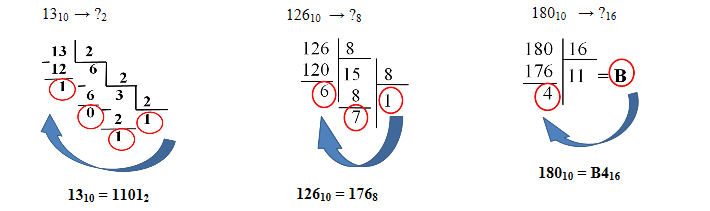 13₁₀ → ?₂
13 2
12 6 2
1 6 3 2
0 2 1
1
13₁₀ = 1101₂
126₁₀ → ?₈
126 8
120 15 8
6 8 1
7
126₁₀ = 176₈
180₁₀ → ?₁₆
180 16
176 11 = B
4
180₁₀ = B4₁₆